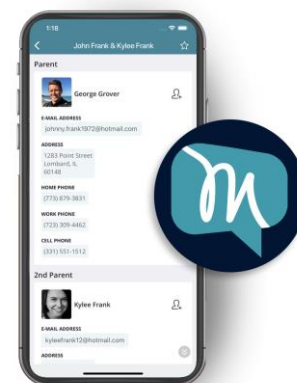 1:18
John Frank & Kylee Frank
Parent
George Grover
E-MAIL ADDRESS
johnny.frank1972@hotmail.com
ADDRESS
1283 Point Street
Lombard, IL
60148
HOME PHONE
(773) 879-3831
WORK PHONE
(723) 309-4462
CELL PHONE
(331) 551-1512
2nd Parent
Kylee Frank
E-MAIL ADDRESS
kyleefrank12@hotmail.com
ADDRESS
m